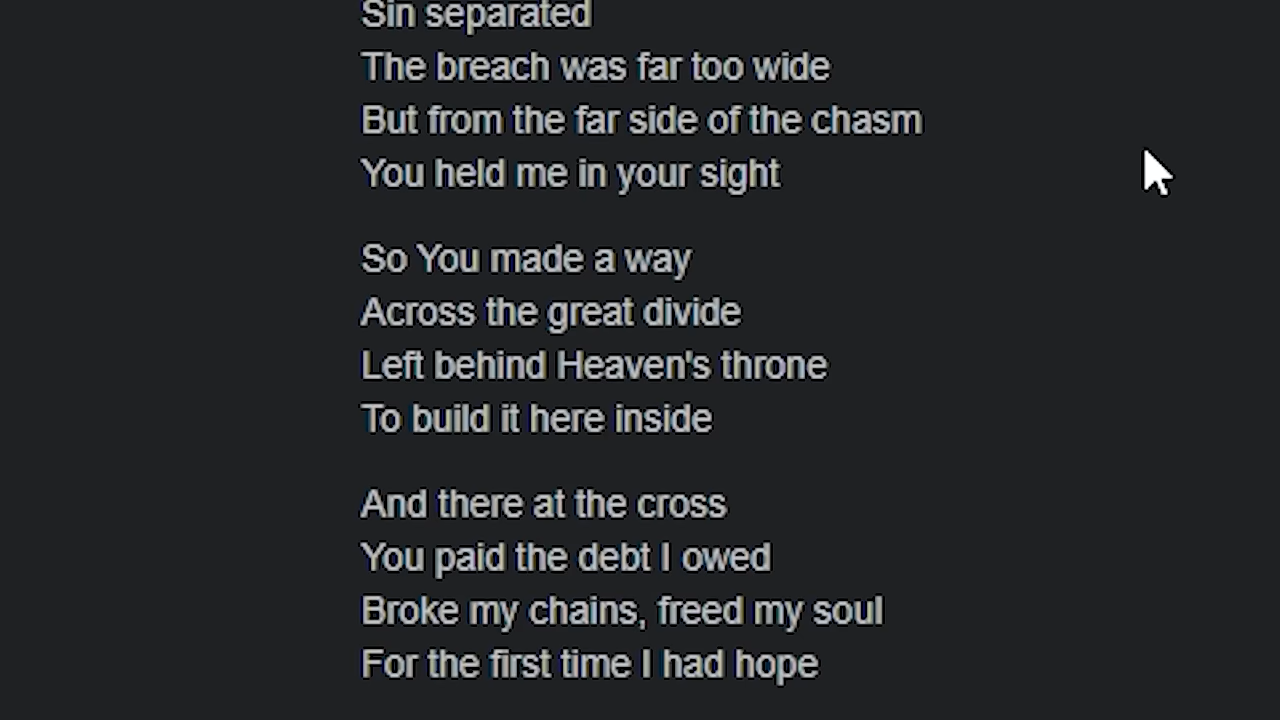 Sin separated
The breach was far too wide
But from the far side of the chasm
You held me in your sight
So You made a way
Across the great divide
Left behind Heaven's throne
To build it here inside
And there at the cross
You paid the debt I owed
Broke my chains, freed my soul
For the first time I had hope